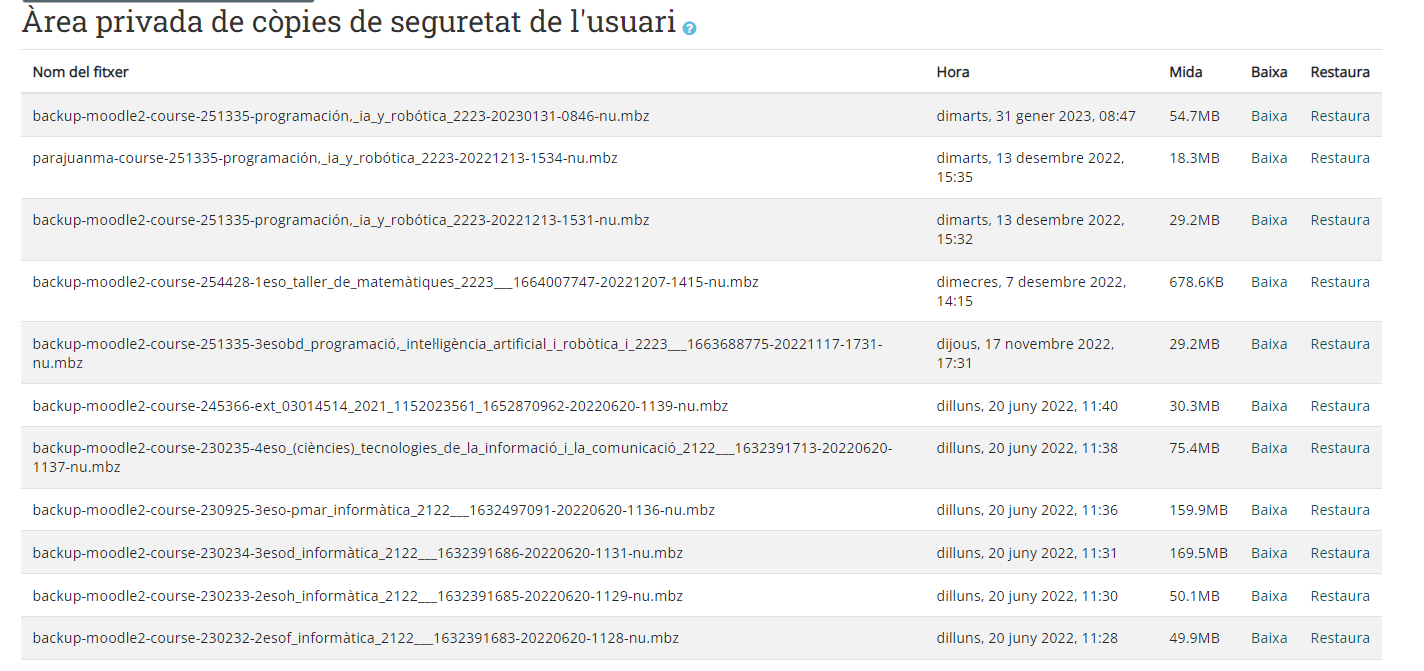 Àrea privada de còpies de seguretat de l'usuari ?
Nom del fitxer Hora Mida Baixa Restaura
backup-moodle2-course-251335-programación,_ia_y_robótica_2223-20230131-0846-nu.mbz dimarts, 31 gener 2023, 08:47 54.7MB Baixa Restaura
parajuanma-course-251335-programación,_ia_y_robótica_2223-20221213-1534-nu.mbz dimarts, 13 desembre 2022, 18.3MB Baixa Restaura
15:35
backup-moodle2-course-251335-programación,_ia_y_robótica_2223-20221213-1531-nu.mbz dimarts, 13 desembre 2022, 29.2MB Baixa Restaura
15:32
backup-moodle2-course-254428-1eso_taller_de_matemàtiques_2223___1664007747-20221207-1415-nu.mbz dimecres, 7 desembre 2022, 678.6KB Baixa Restaura
14:15
backup-moodle2-course-251335-3esobd_programació,_intel·ligència_artificial_i_robòtica_i_2223___1663688775-20221117-1731- dijous, 17 novembre 2022, 29.2MB Baixa Restaura
nu.mbz 17:31
backup-moodle2-course-245366-ext_03014514_2021_1152023561_1652870962-20220620-1139-nu.mbz dilluns, 20 juny 2022, 11:40 30.3MB Baixa Restaura
backup-moodle2-course-230235-4eso_(ciències)_tecnologies_de_la_informació_i_la_comunicació_2122___1632391713-20220620- dilluns, 20 juny 2022, 11:38 75.4MB Baixa Restaura
1137-nu.mbz
backup-moodle2-course-230925-3eso-pmar_informàtica_2122___1632497091-20220620-1136-nu.mbz dilluns, 20 juny 2022, 11:36 159.9MB Baixa Restaura
backup-moodle2-course-230234-3esod_informàtica_2122___1632391686-20220620-1131-nu.mbz dilluns, 20 juny 2022, 11:31 169.5MB Baixa Restaura
backup-moodle2-course-230233-2esoh_informàtica_2122___1632391685-20220620-1129-nu.mbz dilluns, 20 juny 2022, 11:30 50.1MB Baixa Restaura
backup-moodle2-course-230232-2esof_informàtica_2122___1632391683-20220620-1128-nu.mbz dilluns, 20 juny 2022, 11:28 49.9MB Baixa Restaura